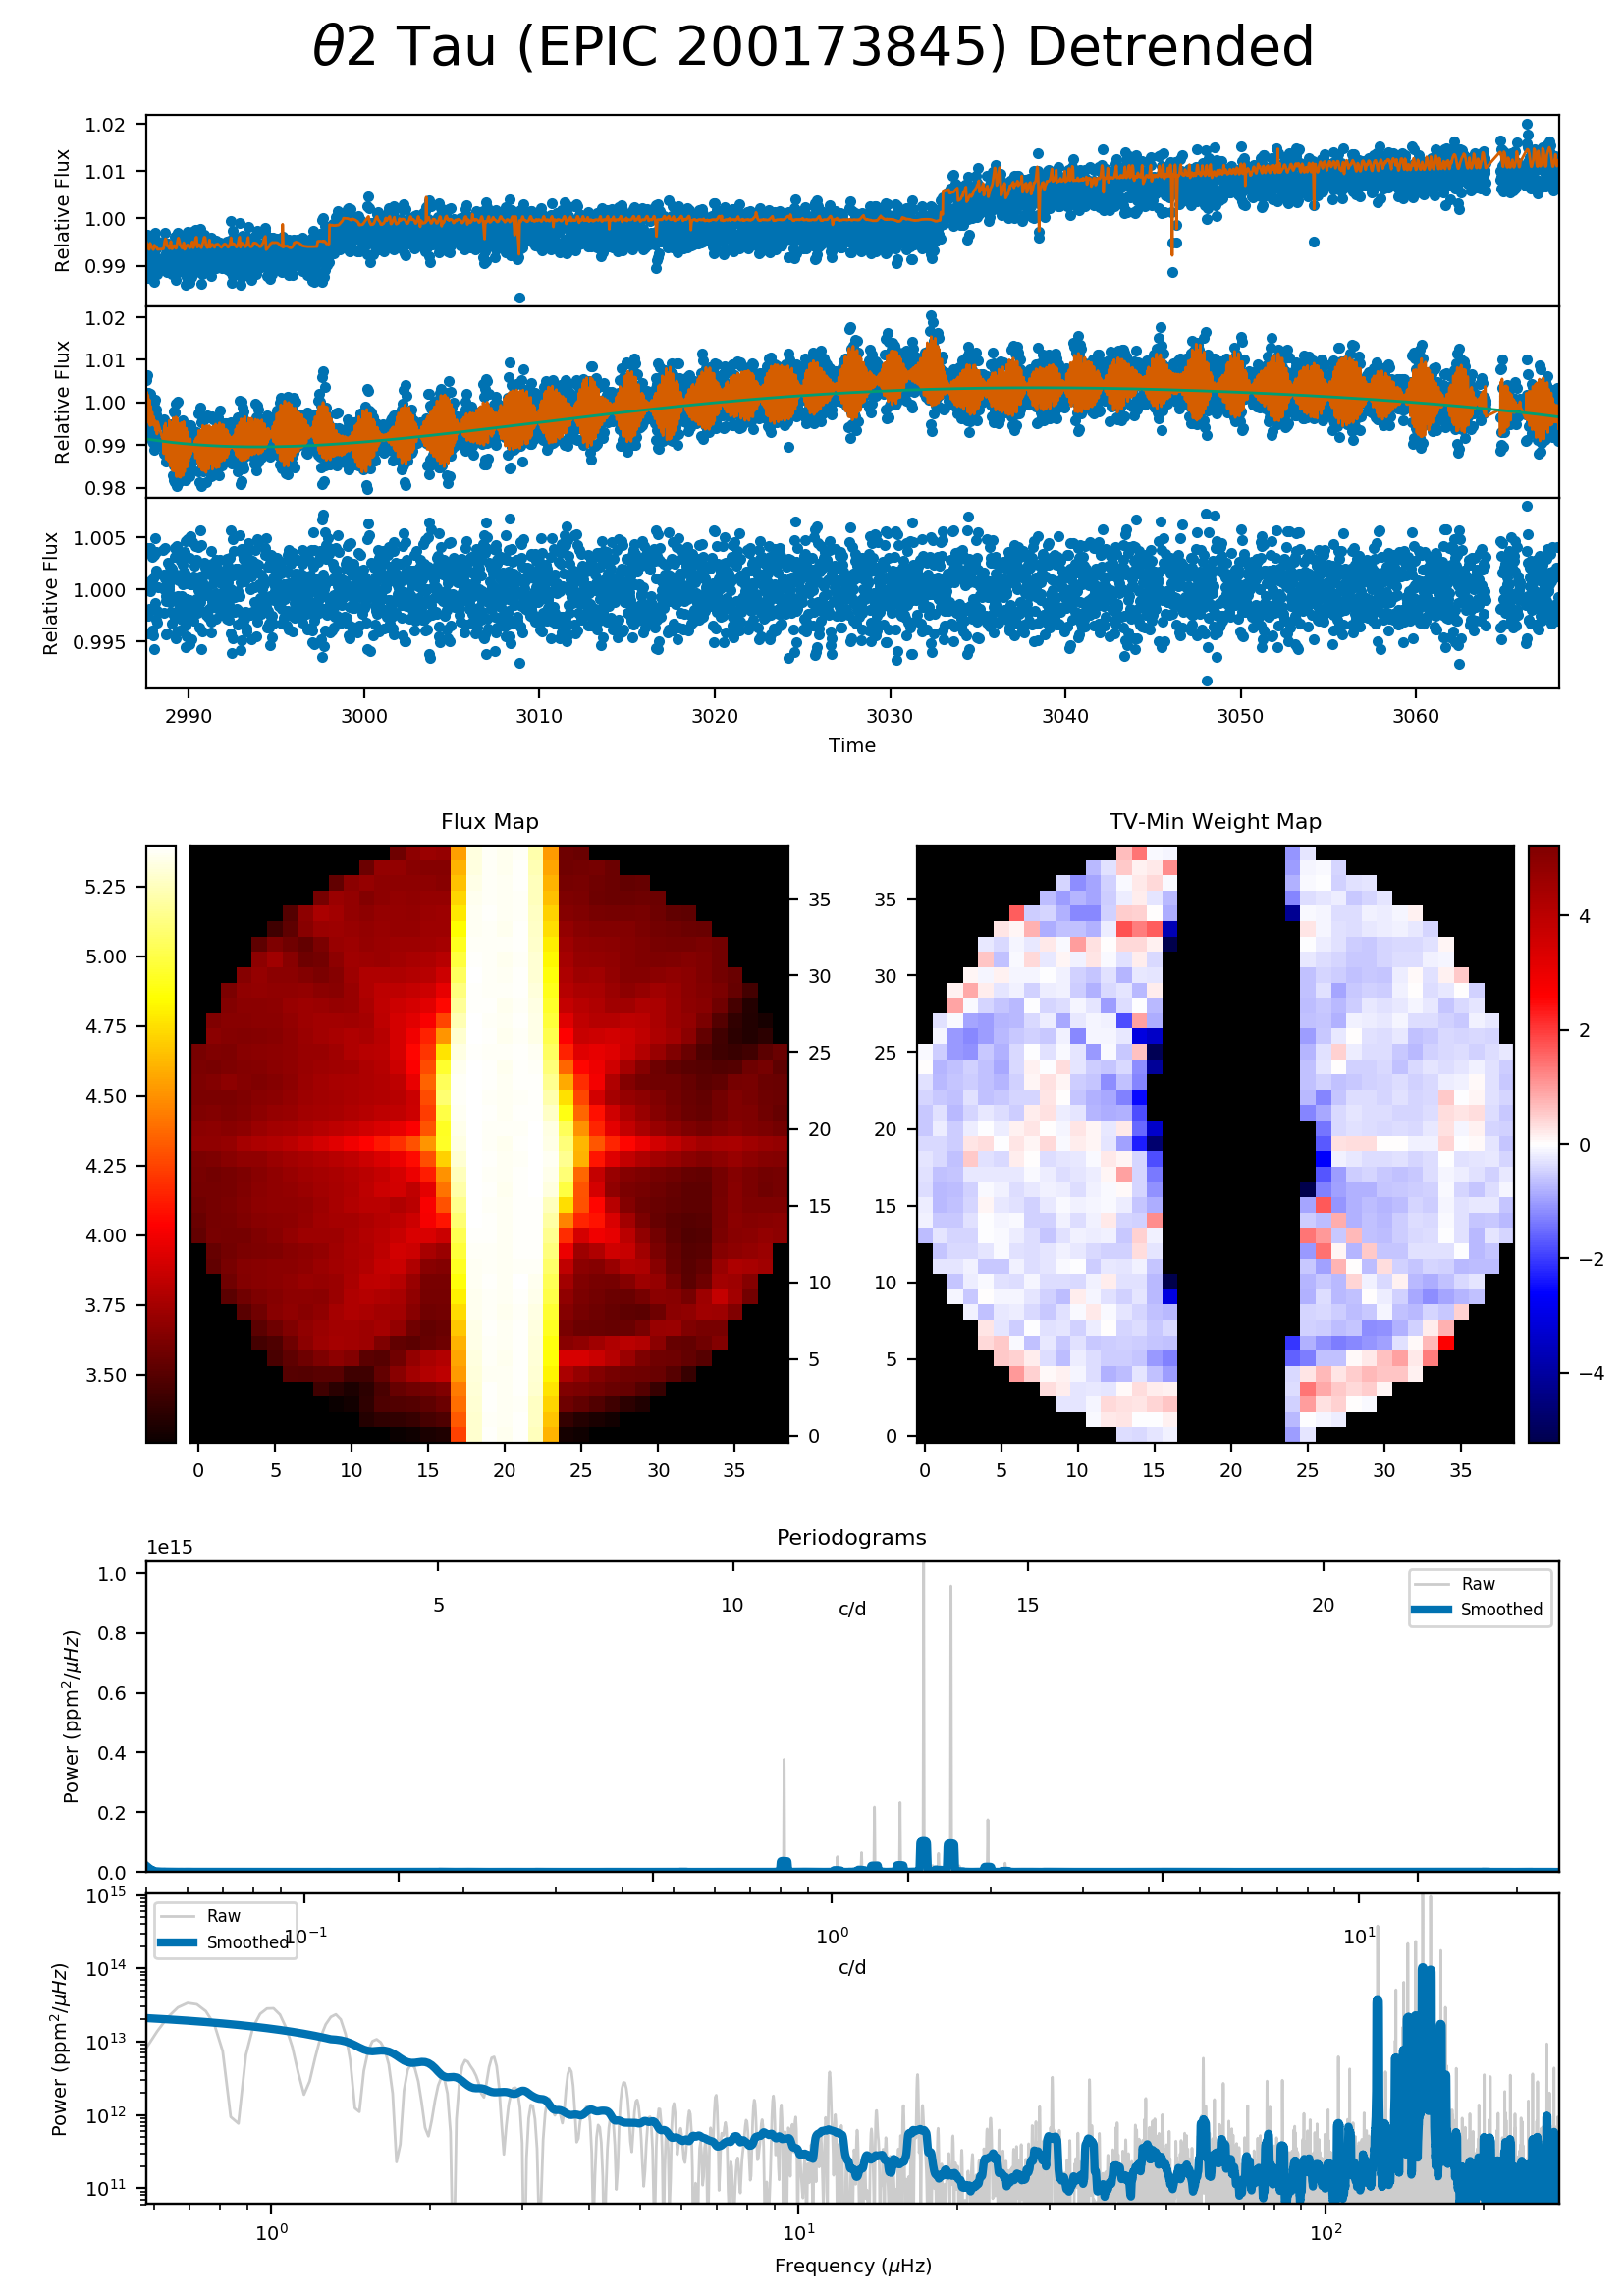 θ2 Tau (EPIC 200173845) Detrended
1.02
1.01
1.00
0.99
Relative Flux
1.02
1.01
1.00
0.99
0.98
Relative Flux
1.005
1.000
0.995
Relative Flux
2990 3000 3010 3020 3030 3040 3050 3060
Time
Flux Map
5.25
5.00
4.75
4.50
4.25
4.00
3.75
3.50
35
30
25
20
15
10
5
0
0 5 10 15 20 25 30 35
TV-Min Weight Map
35
30
25
20
15
10
5
0
0 5 10 15 20 25 30 35
4
2
0
−2
−4
Periodograms
1e15
1.0
0.8
0.6
0.4
0.2
0.0
Power (ppm²/μHz)
5 10 15 20
c/d
Raw
Smoothed
10¹⁵
10¹⁴
10¹³
10¹²
10¹¹
Power (ppm²/μHz)
Raw
Smoothed
10⁻¹ 10⁰ 10¹
c/d
10⁰ 10¹ 10²
Frequency (μHz)